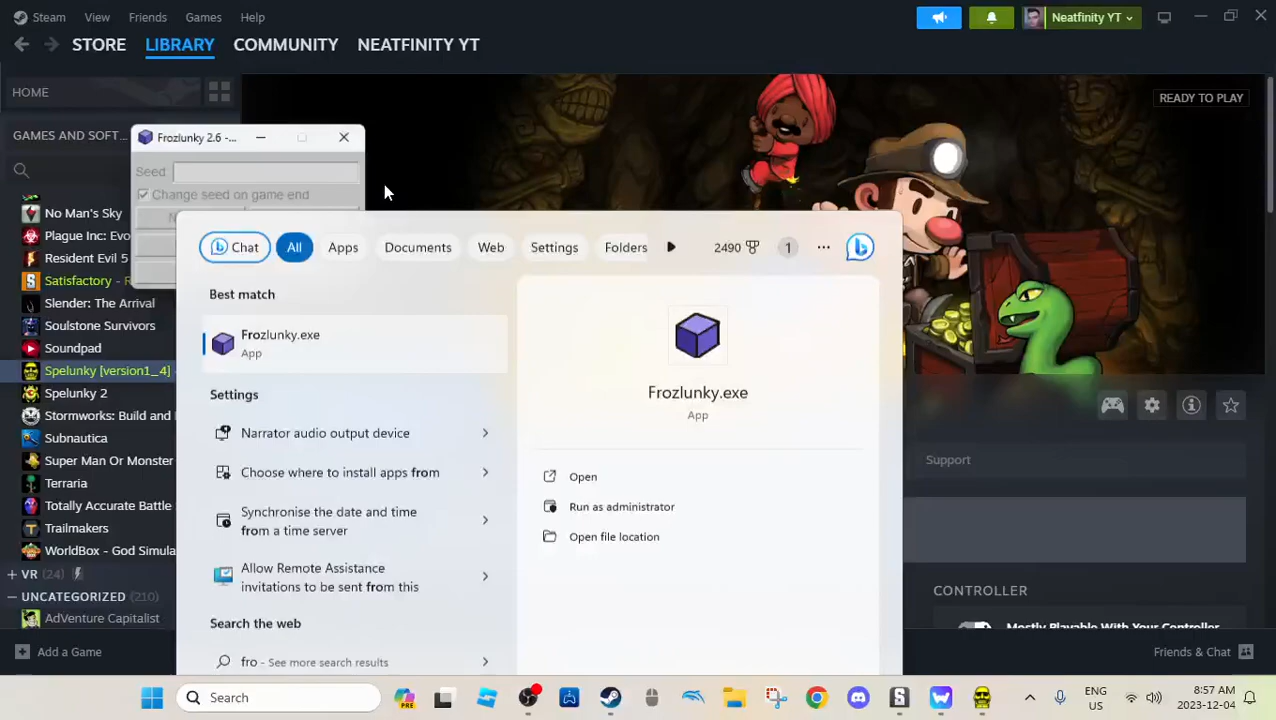 Steam View Friends Games Help
Neatfinity YT
STORE LIBRARY COMMUNITY NEATFINITY YT
HOME
READY TO PLAY
GAMES AND SOFT...
Frozlunky 2.6 -...
Seed
Change seed on game end
No Man's Sky
Plague Inc: Evo
Resident Evil 5
Satisfactory - R
Slender: The Arrival
Soulstone Survivors
Soundpad
Spelunky [version1_4]
Spelunky 2
Stormworks: Build and
Subnautica
Super Man Or Monster
Terraria
Totally Accurate Battle
Trailmakers
WorldBox - God Simula
VR (24)
UNCATEGORIZED (210)
AdVenture Capitalist
Add a Game
Chat All Apps Documents Web Settings Folders 2490 1 ...
Best match
Frozlunky.exe
App
Settings
Narrator audio output device
Choose where to install apps from
Synchronise the date and time
from a time server
Allow Remote Assistance
invitations to be sent from this
Search the web
fro - See more search results
Frozlunky.exe
App
Open
Run as administrator
Open file location
Support
CONTROLLER
Mostly Playable With Your Controller
Friends & Chat
Search
PRE
ENG
US
8:57 AM
2023-12-04